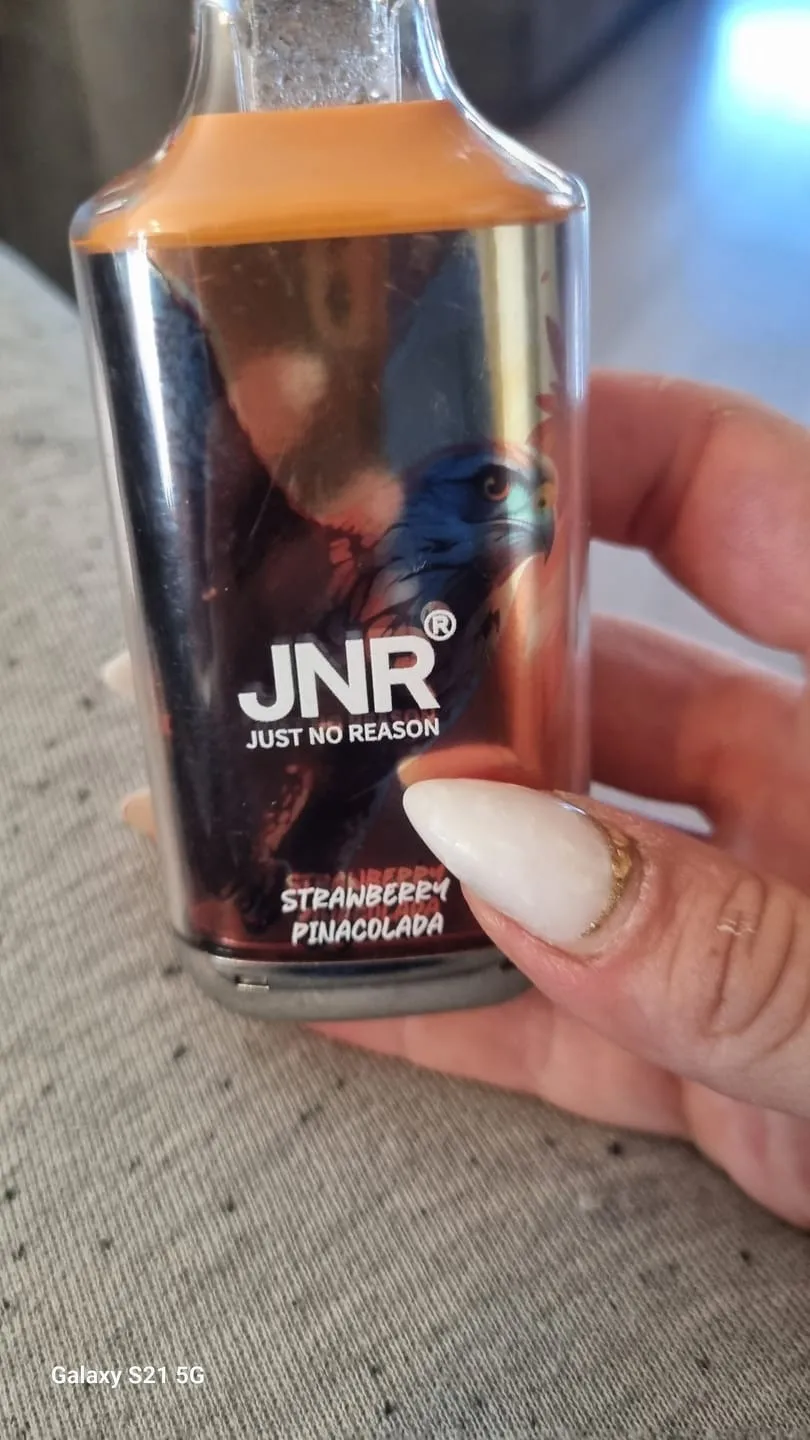 JNR®
JUST NO REASON
STRAWBERRY
PINACOLADA
Galaxy S21 5G